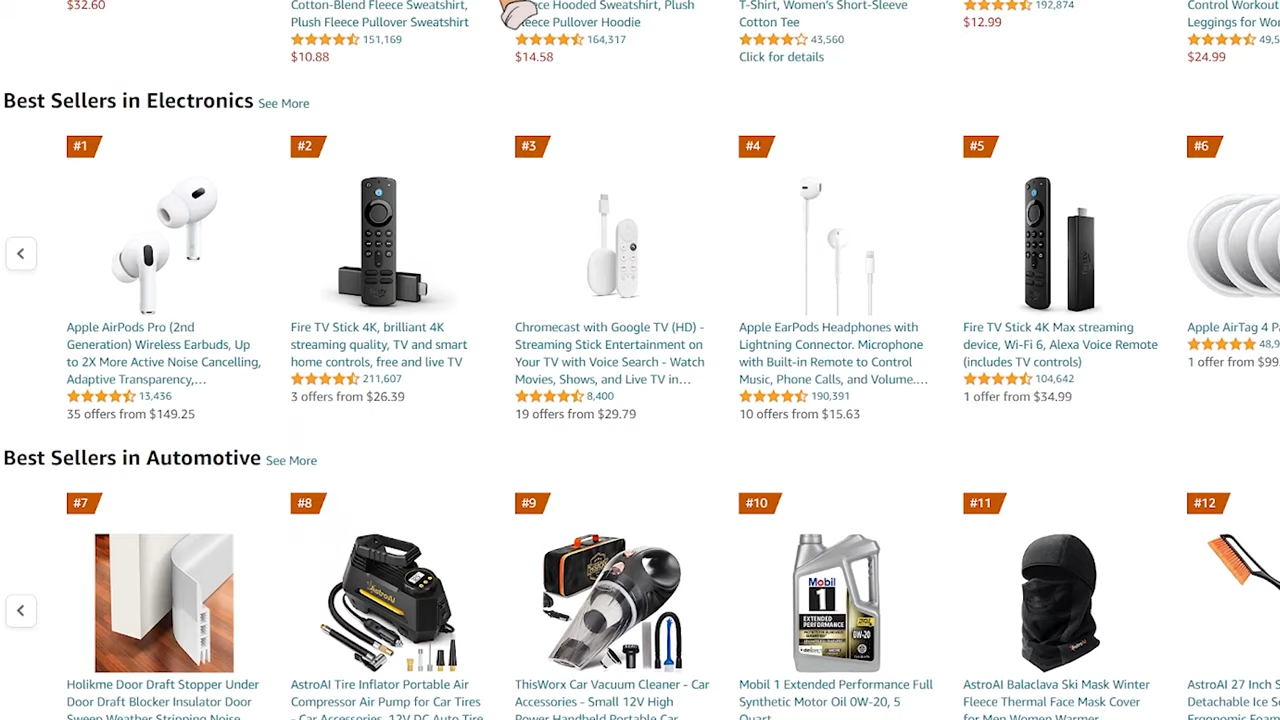 $32.60
Cotton-Blend Fleece Sweatshirt,
Plush Fleece Pullover Sweatshirt
151,169
$10.88
Hooded Sweatshirt, Plush
Pullover Hoodie
164,317
$14.58
T-Shirt, Women's Short-Sleeve
Cotton Tee
43,560
Click for details
192,874
$12.99
Control Workout
Leggings for
49,5
$24.99
Best Sellers in Electronics See More
#1
Apple AirPods Pro (2nd
Generation) Wireless Earbuds, Up
to 2X More Active Noise Cancelling,
Adaptive Transparency,…
13,436
35 offers from $149.25
#2
Fire TV Stick 4K, brilliant 4K
streaming quality, TV and smart
home controls, free and live TV
211,607
3 offers from $26.39
#3
Chromecast with Google TV (HD) -
Streaming Stick Entertainment on
Your TV with Voice Search - Watch
Movies, Shows, and Live TV in…
8,400
19 offers from $29.79
#4
Apple EarPods Headphones with
Lightning Connector. Microphone
with Built-in Remote to Control
Music, Phone Calls, and Volume.…
190,391
10 offers from $15.63
#5
Fire TV Stick 4K Max streaming
device, Wi-Fi 6, Alexa Voice Remote
(includes TV controls)
104,642
1 offer from $34.99
#6
Apple AirTag 4
48,9
1 offer from $99.
Best Sellers in Automotive See More
#7
Holikme Door Draft Stopper Under
Door Draft Blocker Insulator Door
Sweep Weather Stripping Noise
#8
AstroAI
AstroAI Tire Inflator Portable Air
Compressor Air Pump for Car Tires
- Car Accessories, 12V DC Auto Tire
#9
ThisWorx Car Vacuum Cleaner - Car
Accessories - Small 12V High
Power Handheld Portable Car
#10
Mobil
1
EXTENDED
PERFORMANCE
0W-20
Mobil 1 Extended Performance Full
Synthetic Motor Oil 0W-20, 5
Quart
#11
AstroAI Balaclava Ski Mask Winter
Fleece Thermal Face Mask Cover
for Men Women Warmer
#12
AstroAI 27 Inch
Detachable Ice
Ergonomic